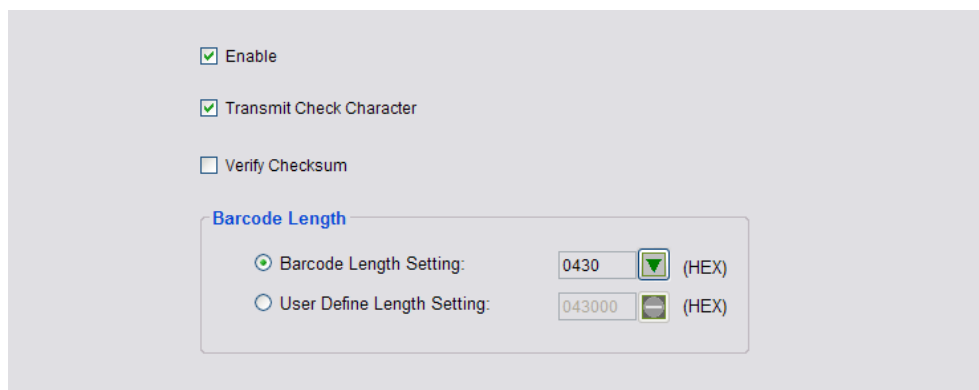 Enable
Transmit Check Character
Verify Checksum
Barcode Length
Barcode Length Setting: 0430 (HEX)
User Define Length Setting: 043000 (HEX)